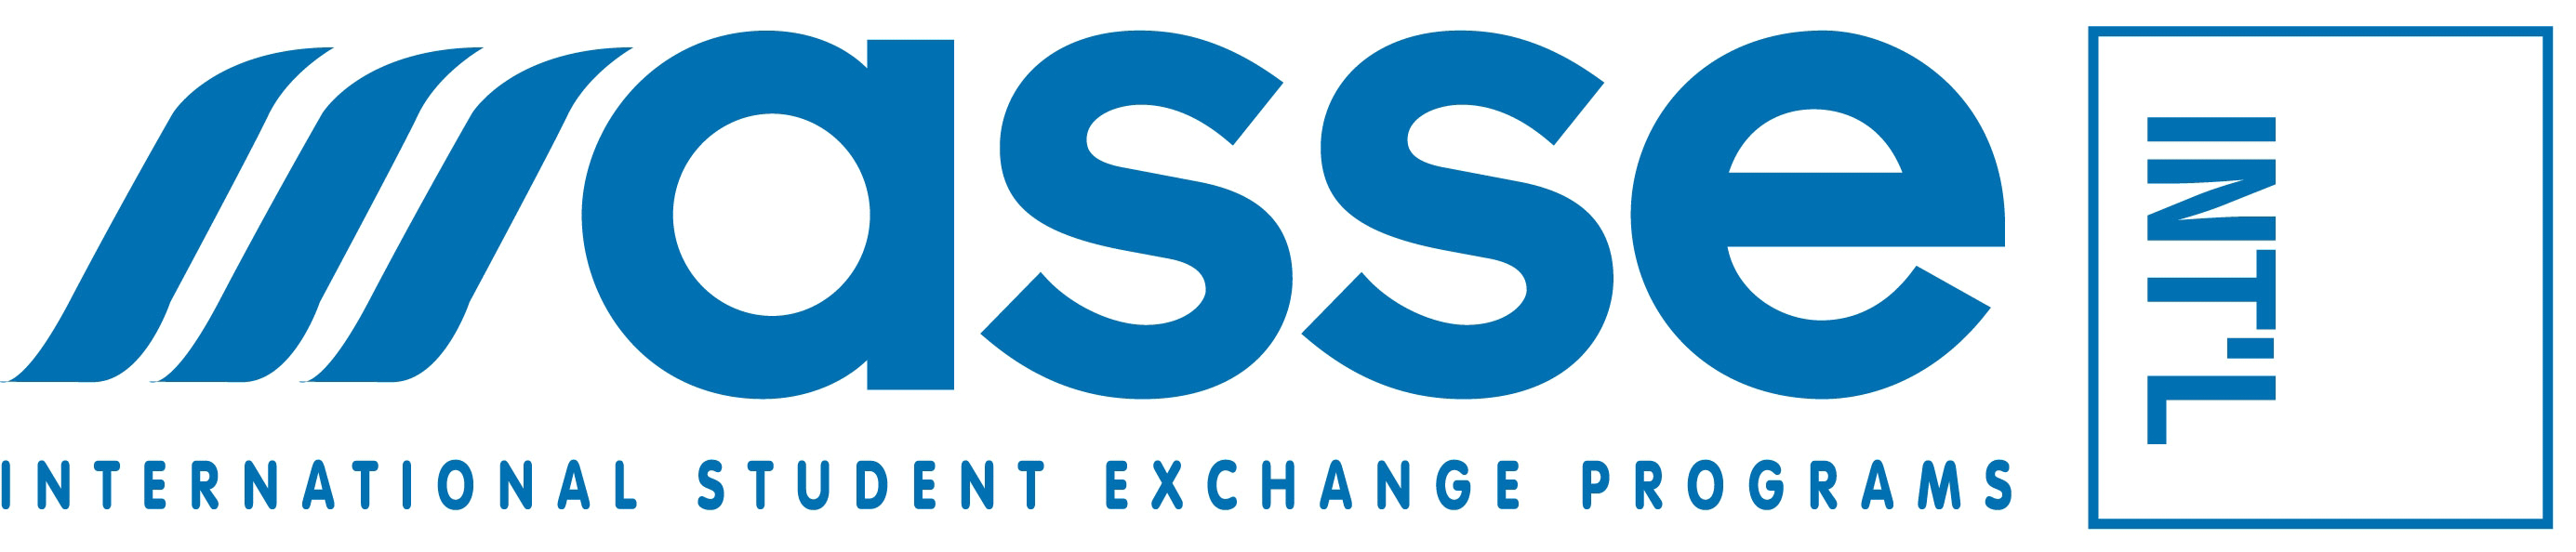 asse
INTERNATIONAL STUDENT EXCHANGE PROGRAMS
INT'L